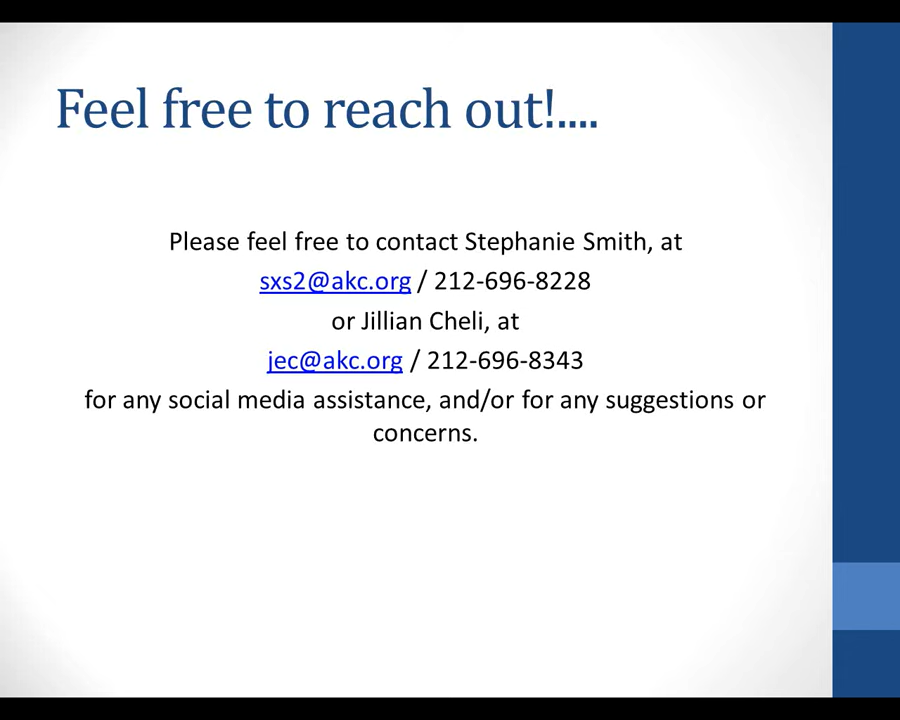 Feel free to reach out!....
Please feel free to contact Stephanie Smith, at
sxs2@akc.org / 212-696-8228
or Jillian Cheli, at
jec@akc.org / 212-696-8343
for any social media assistance, and/or for any suggestions or
concerns.